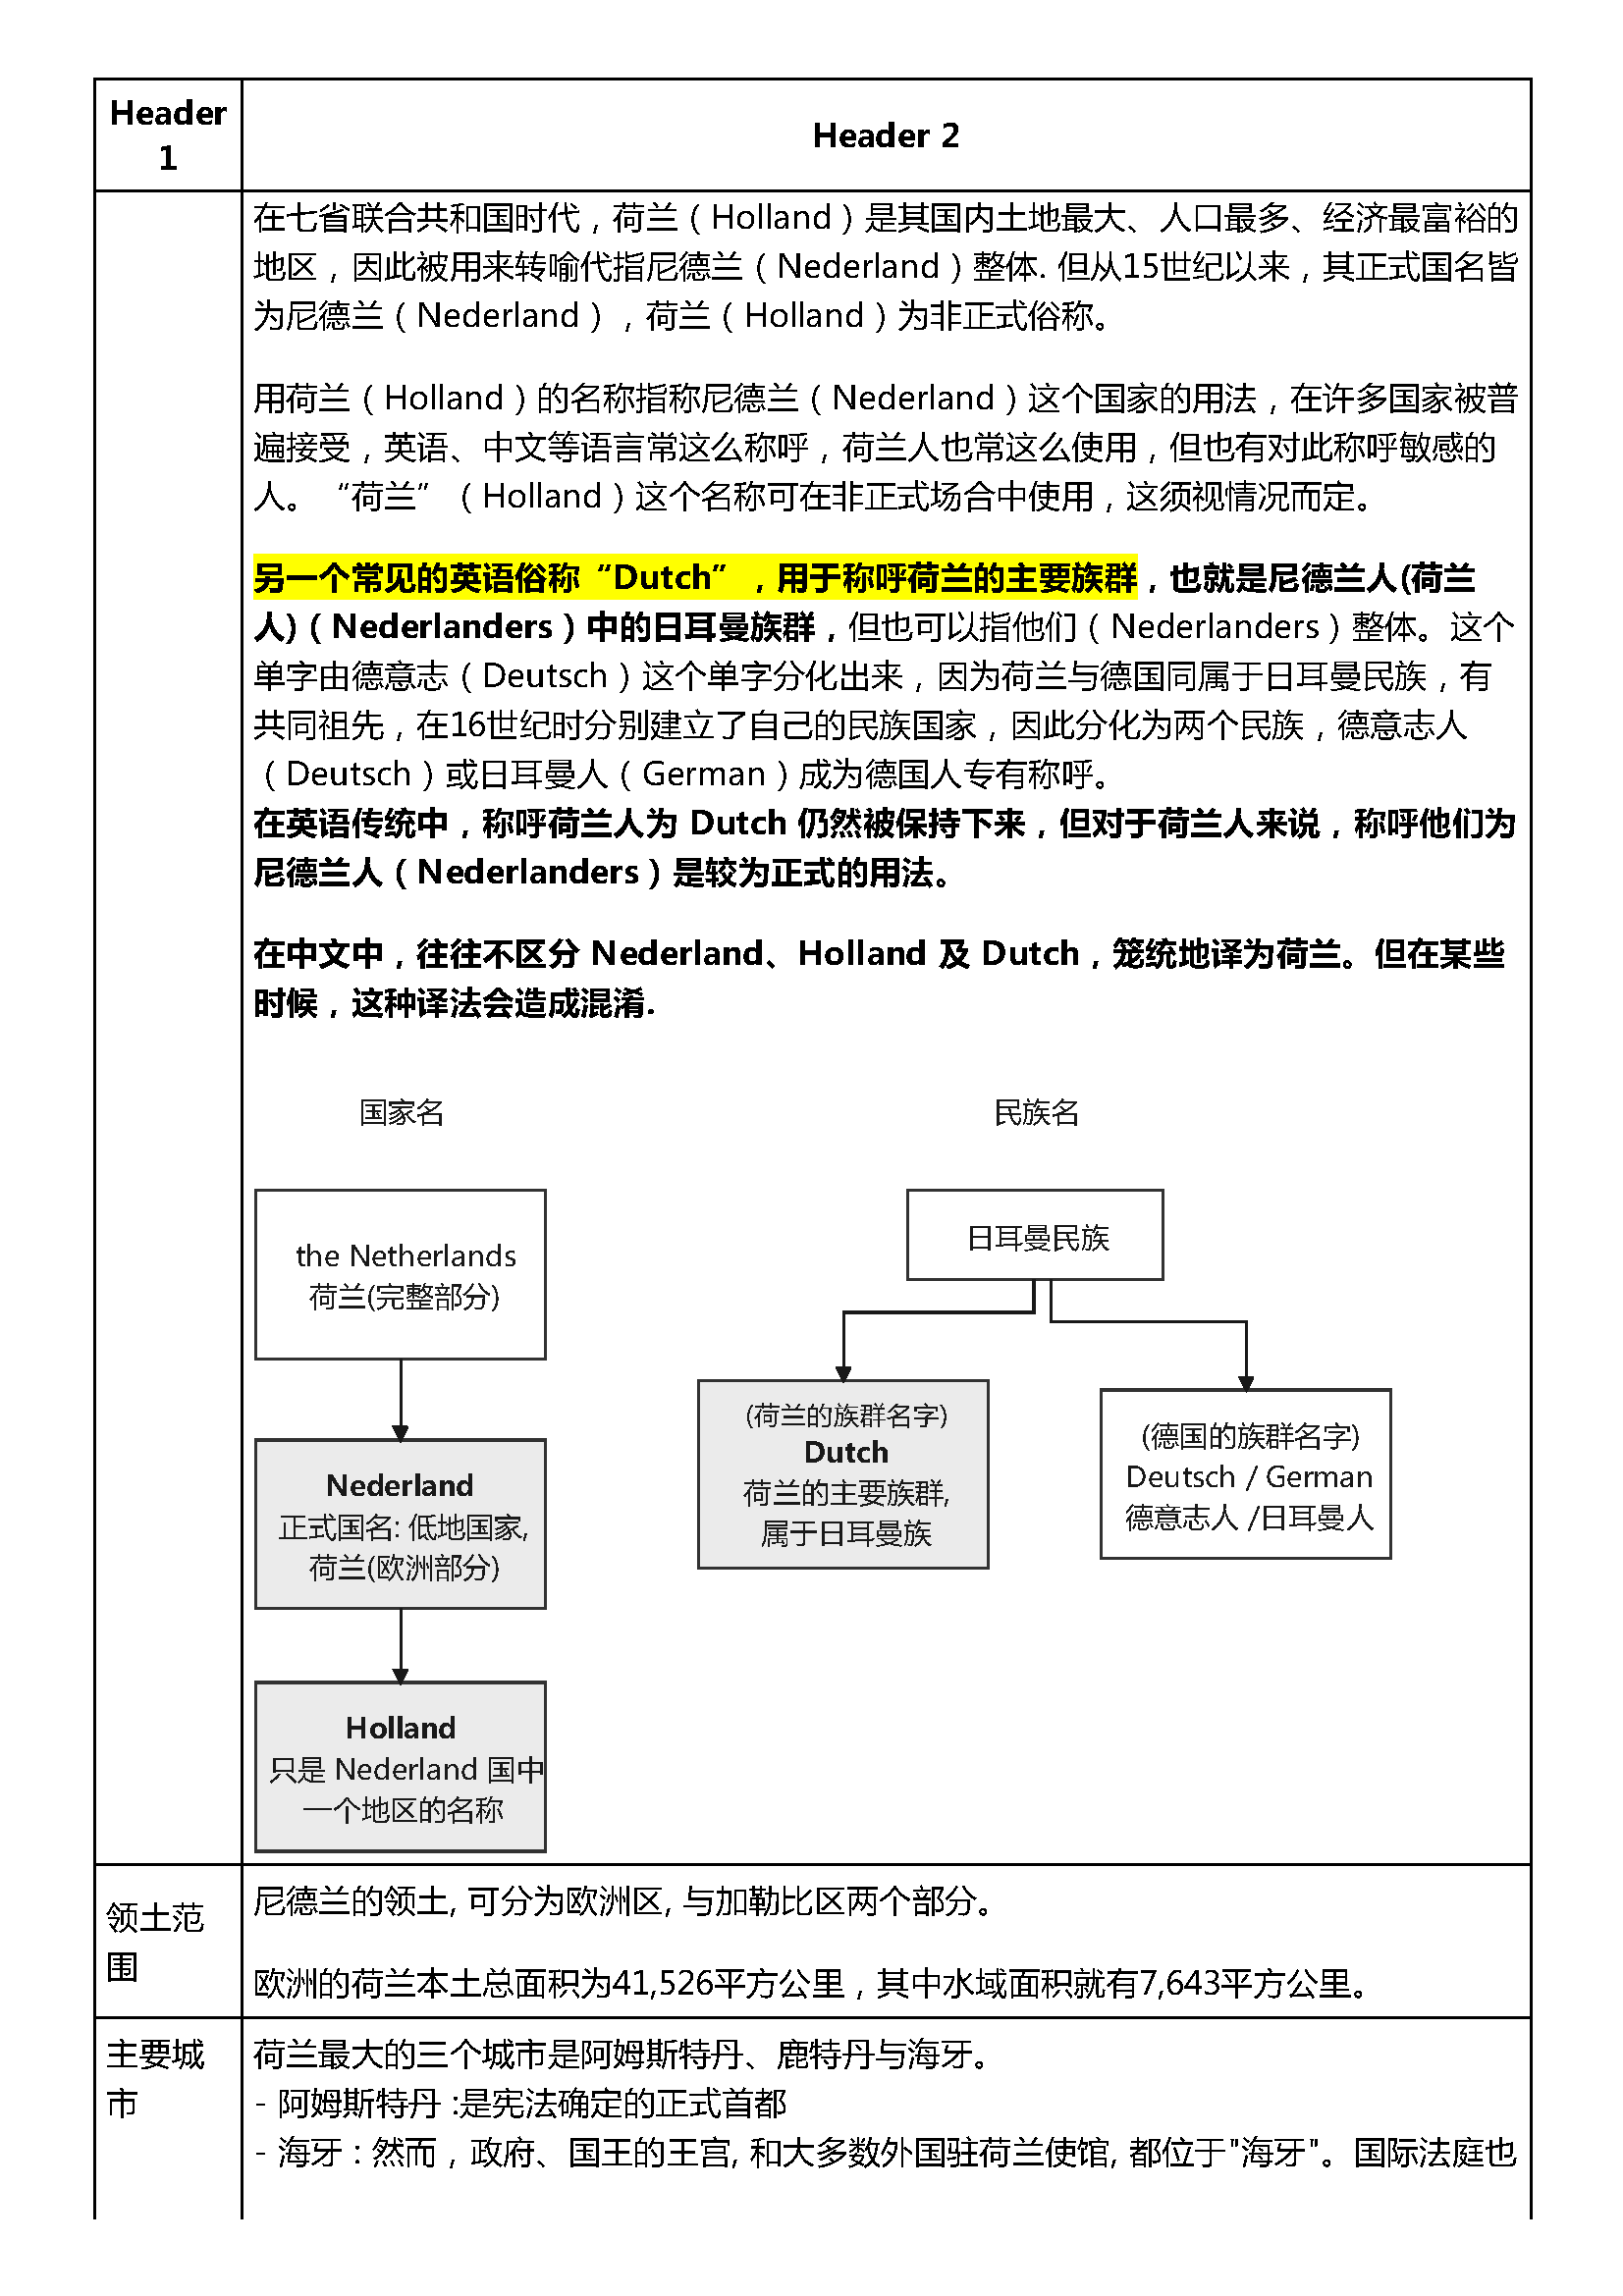 Header
1
Header 2
在七省联合共和国时代，荷兰（Holland）是其国内土地最大、人口最多、经济最富裕的
地区，因此被用来转喻代指尼德兰（Nederland）整体. 但从15世纪以来，其正式国名皆
为尼德兰（Nederland），荷兰（Holland）为非正式俗称。
用荷兰（Holland）的名称指称尼德兰（Nederland）这个国家的用法，在许多国家被普
遍接受，英语、中文等语言常这么称呼，荷兰人也常这么使用，但也有对此称呼敏感的
人。“荷兰”（Holland）这个名称可在非正式场合中使用，这须视情况而定。
另一个常见的英语俗称“Dutch”，用于称呼荷兰的主要族群，也就是尼德兰人(荷兰
人)（Nederlanders）中的日耳曼族群，但也可以指他们（Nederlanders）整体。这个
单字由德意志（Deutsch）这个单字分化出来，因为荷兰与德国同属于日耳曼民族，有
共同祖先，在16世纪时分别建立了自己的民族国家，因此分化为两个民族，德意志人
（Deutsch）或日耳曼人（German）成为德国人专有称呼。
在英语传统中，称呼荷兰人为 Dutch 仍然被保持下来，但对于荷兰人来说，称呼他们为
尼德兰人（Nederlanders）是较为正式的用法。
在中文中，往往不区分 Nederland、Holland 及 Dutch，笼统地译为荷兰。但在某些
时候，这种译法会造成混淆.
国家名
民族名
the Netherlands
荷兰(完整部分)
日耳曼民族
Nederland
正式国名: 低地国家,
荷兰(欧洲部分)
(荷兰的族群名字)
Dutch
荷兰的主要族群,
属于日耳曼族
(德国的族群名字)
Deutsch / German
德意志人 /日耳曼人
Holland
只是 Nederland 国中
一个地区的名称
领土范
围
尼德兰的领土, 可分为欧洲区, 与加勒比区两个部分。
欧洲的荷兰本土总面积为41,526平方公里，其中水域面积就有7,643平方公里。
主要城
市
荷兰最大的三个城市是阿姆斯特丹、鹿特丹与海牙。
- 阿姆斯特丹 :是宪法确定的正式首都
- 海牙：然而，政府、国王的王宫, 和大多数外国驻荷兰使馆, 都位于"海牙"。国际法庭也